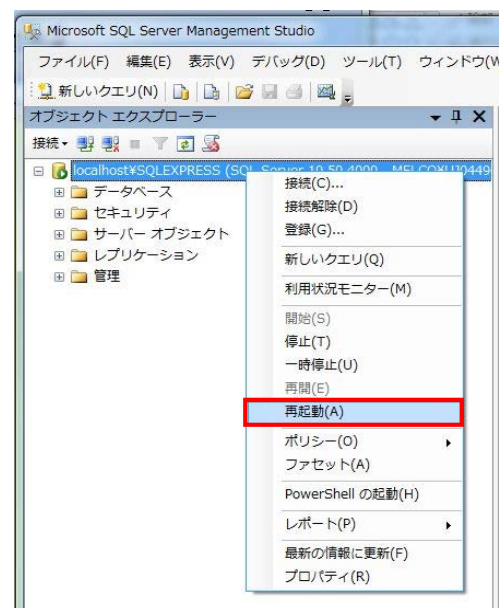 Microsoft SQL Server Management Studio
ファイル(F) 編集(E) 表示(V) デバッグ(D) ツール(T) ウィンドウ(W
新しいクエリ(N)
オブジェクト エクスプローラー
接続
localhost¥SQLEXPRESS (SQL Server 10.50.4000 - MELCO¥
データベース
セキュリティ
サーバー オブジェクト
レプリケーション
管理
接続(C)...
接続解除(D)
登録(G)...
新しいクエリ(Q)
利用状況モニター(M)
開始(S)
停止(T)
一時停止(U)
再開(E)
再起動(A)
ポリシー(O)
ファセット(A)
PowerShell の起動(H)
レポート(P)
最新の情報に更新(F)
プロパティ(R)